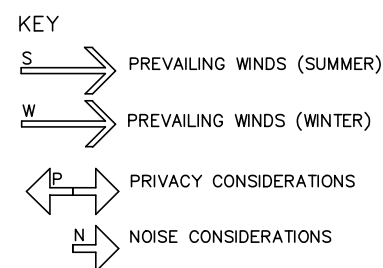 KEY
S PREVAILING WINDS (SUMMER)
W PREVAILING WINDS (WINTER)
P PRIVACY CONSIDERATIONS
N NOISE CONSIDERATIONS